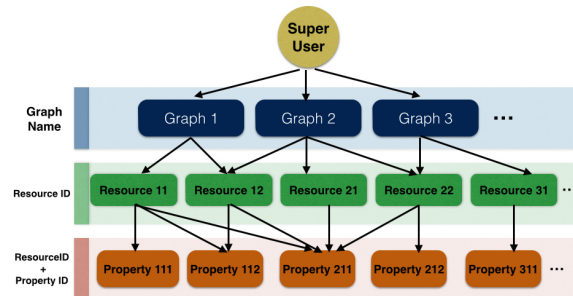 Super
User
Graph
Name
Graph 1
Graph 2
Graph 3
...
Resource ID
Resource 11
Resource 12
Resource 21
Resource 22
Resource 31
...
ResourceID
+
Property ID
Property 111
Property 112
Property 211
Property 212
Property 311
...